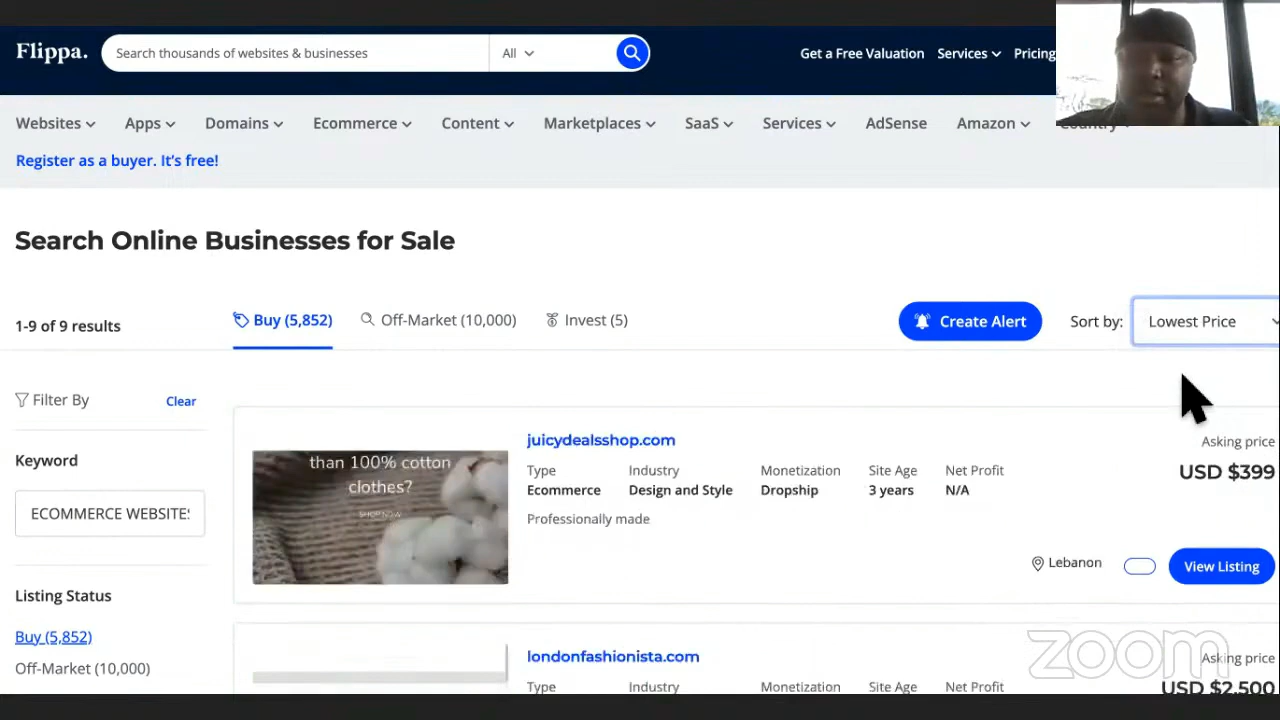 Flippa.
Search thousands of websites & businesses
All
Get a Free Valuation
Services
Pricing
Websites
Apps
Domains
Ecommerce
Content
Marketplaces
SaaS
Services
AdSense
Amazon
Country
Register as a buyer. It's free!
Search Online Businesses for Sale
1-9 of 9 results
Buy (5,852)
Off-Market (10,000)
Invest (5)
Create Alert
Sort by:
Lowest Price
Filter By
Clear
Keyword
ECOMMERCE WEBSITES
Listing Status
Buy (5,852)
Off-Market (10,000)
than 100% cotton
clothes?
SHOP NOW
juicydealsshop.com
Type Industry Monetization Site Age Net Profit
Ecommerce Design and Style Dropship 3 years N/A
Professionally made
Asking price
USD $399
Lebanon
View Listing
londonfashionista.com
Type Industry Monetization Site Age Net Profit
Asking price
USD $2,500
zoom